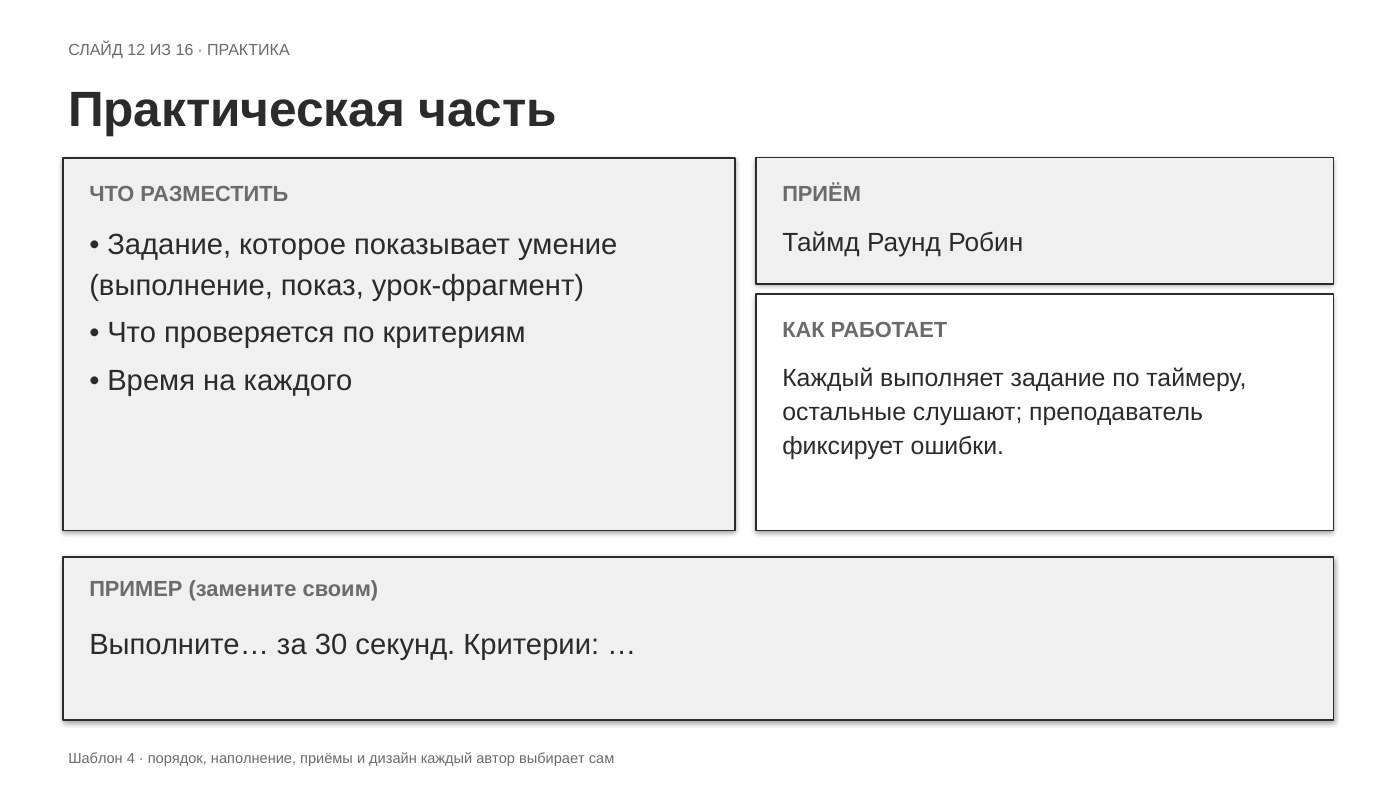 СЛАЙД 12 ИЗ 16 · ПРАКТИКА
Практическая часть
ЧТО РАЗМЕСТИТЬ
• Задание, которое показывает умение
(выполнение, показ, урок-фрагмент)
• Что проверяется по критериям
• Время на каждого
ПРИЁМ
Таймд Раунд Робин
КАК РАБОТАЕТ
Каждый выполняет задание по таймеру,
остальные слушают; преподаватель
фиксирует ошибки.
ПРИМЕР (замените своим)
Выполните… за 30 секунд. Критерии: …
Шаблон 4 · порядок, наполнение, приёмы и дизайн каждый автор выбирает сам